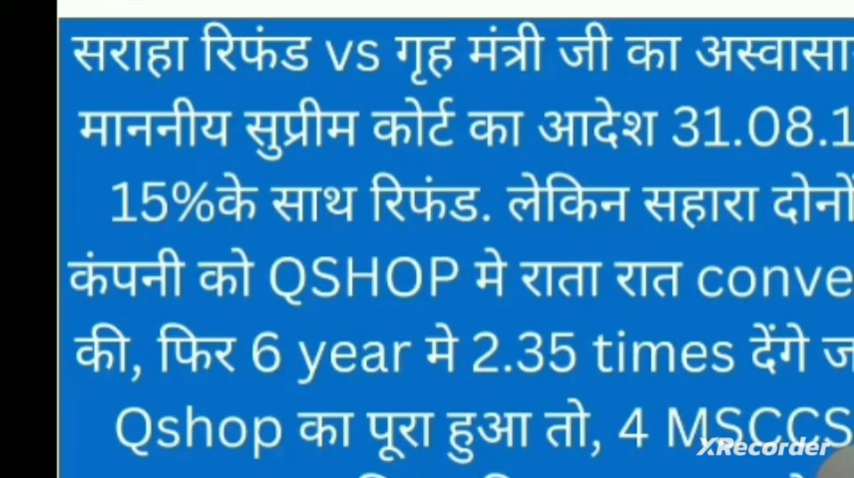 सराहा रिफंड vs गृह मंत्री जी का अस्वासा
माननीय सुप्रीम कोर्ट का आदेश 31.08.1
15%के साथ रिफंड. लेकिन सहारा दोनों
कंपनी को QSHOP मे राता रात conve
की, फिर 6 year मे 2.35 times देंगे ज
Qshop का पूरा हुआ तो, 4 MSCCS
XRecorder